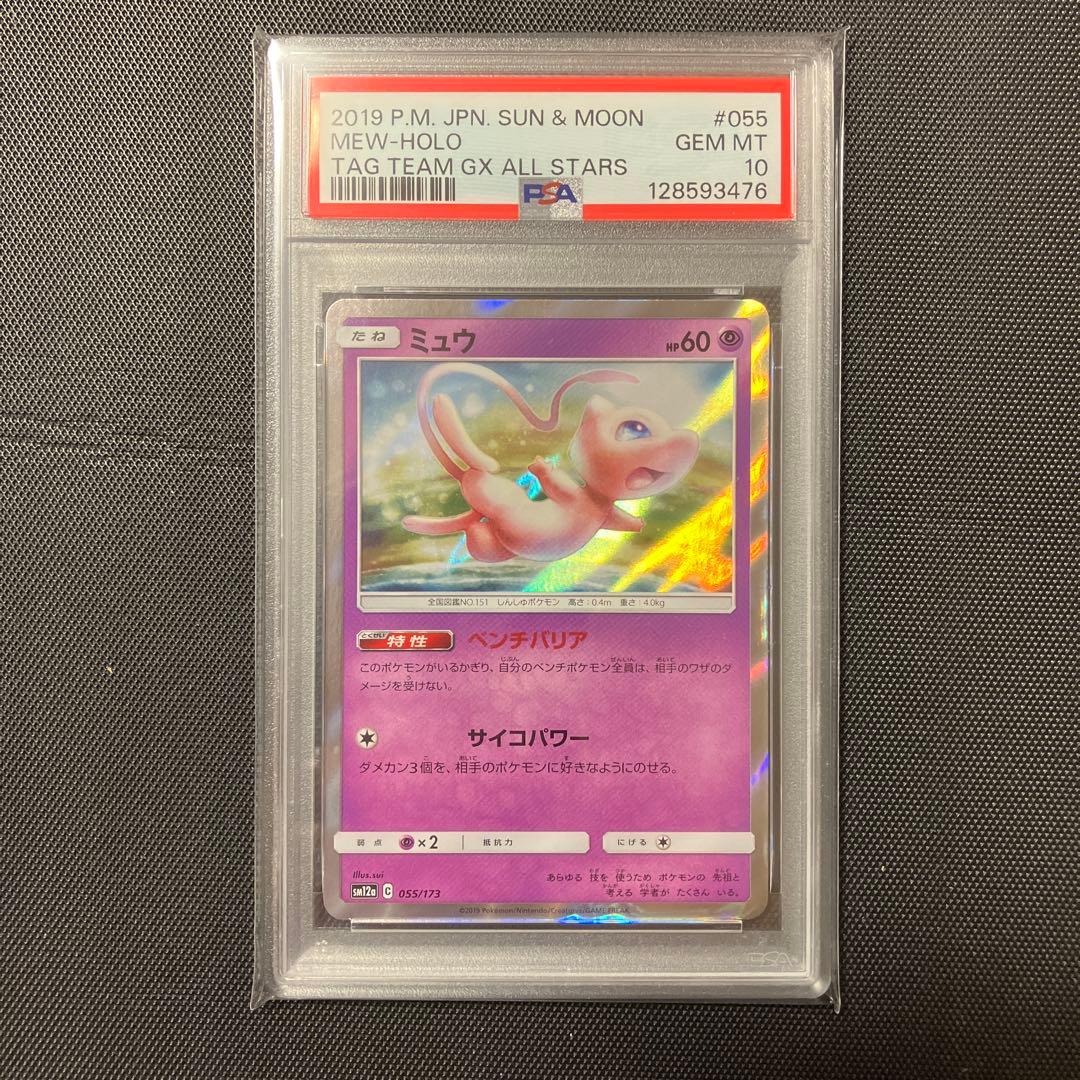 2019 P.M. JPN. SUN & MOON #055
MEW-HOLO GEM MT
TAG TEAM GX ALL STARS 10
PSA 128593476
たね ミュウ HP60
全国図鑑NO.151 しんしゅポケモン 高さ:0.4m 重さ:4.0kg
特性 ベンチバリア
このポケモンがいるかぎり、自分のベンチポケモン全員は、相手のワザのダ
メージを受けない。
サイコパワー
ダメカン3個を、相手のポケモンに好きなようにのせる。
弱点 ×2 抵抗力 にげる
Illus.sui
あらゆる 技を 使うため ポケモンの 先祖と
考える 学者が たくさん いる。
sm12a C 055/173
©2019 Pokémon/Nintendo/Creatures/GAME FREAK
PSA